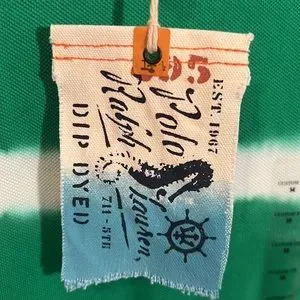 EST. 1967
Polo
Ralph Lauren
DIP DYED
711-5TH